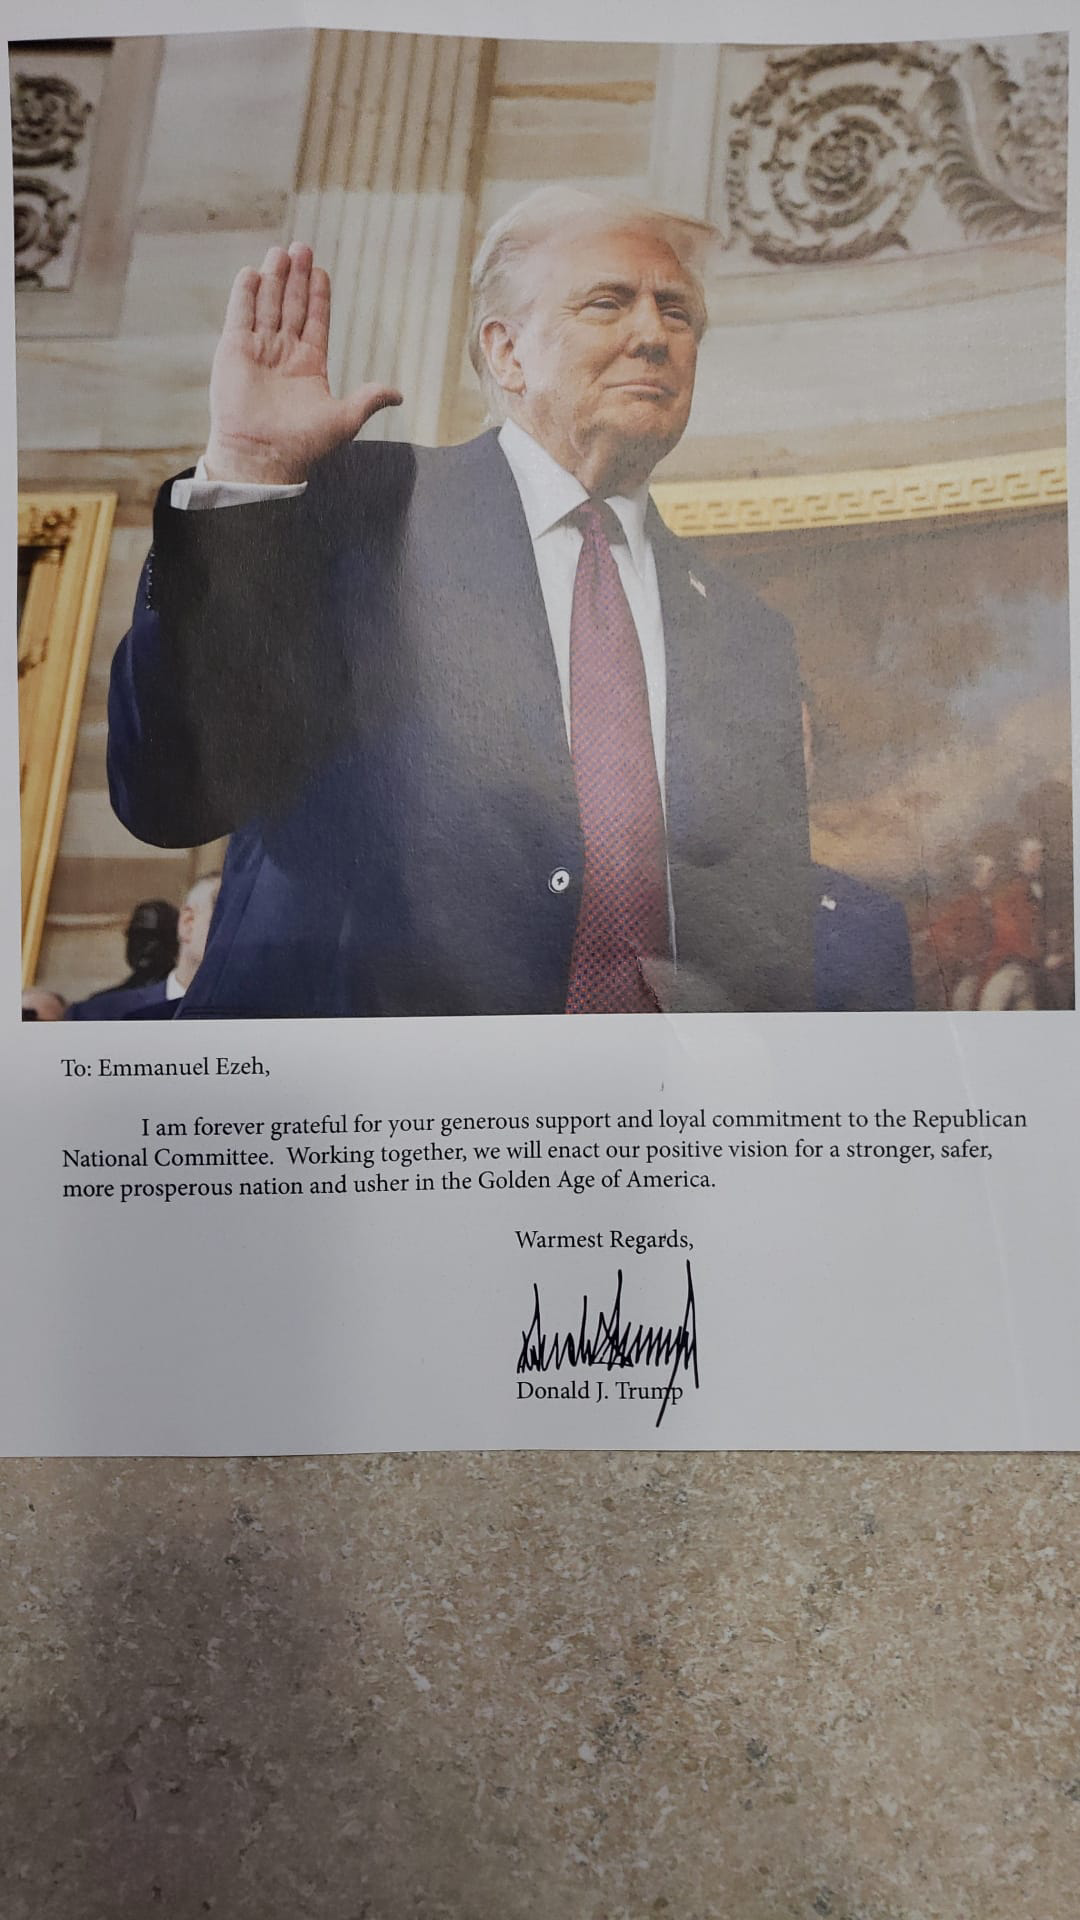 To: Emmanuel Ezeh,
I am forever grateful for your generous support and loyal commitment to the Republican
National Committee.  Working together, we will enact our positive vision for a stronger, safer,
more prosperous nation and usher in the Golden Age of America.
Warmest Regards,
Donald J. Trump